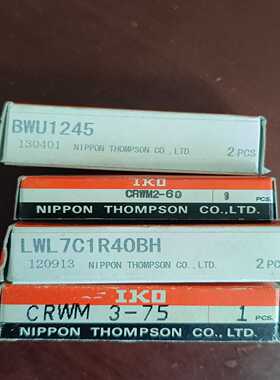 BWU1245
130401 NIPPON THOMPSON CO.,LTD. 2 PCS
IKO
CRWM2-60 PCS.
NIPPON THOMPSON CO.,LTD.
LWL7C1R40BH
120913 NIPPON THOMPSON CO.,LTD. 2 PCS
IKO
CRWM 3-75 1 PCS.
NIPPON THOMPSON CO.,LTD.